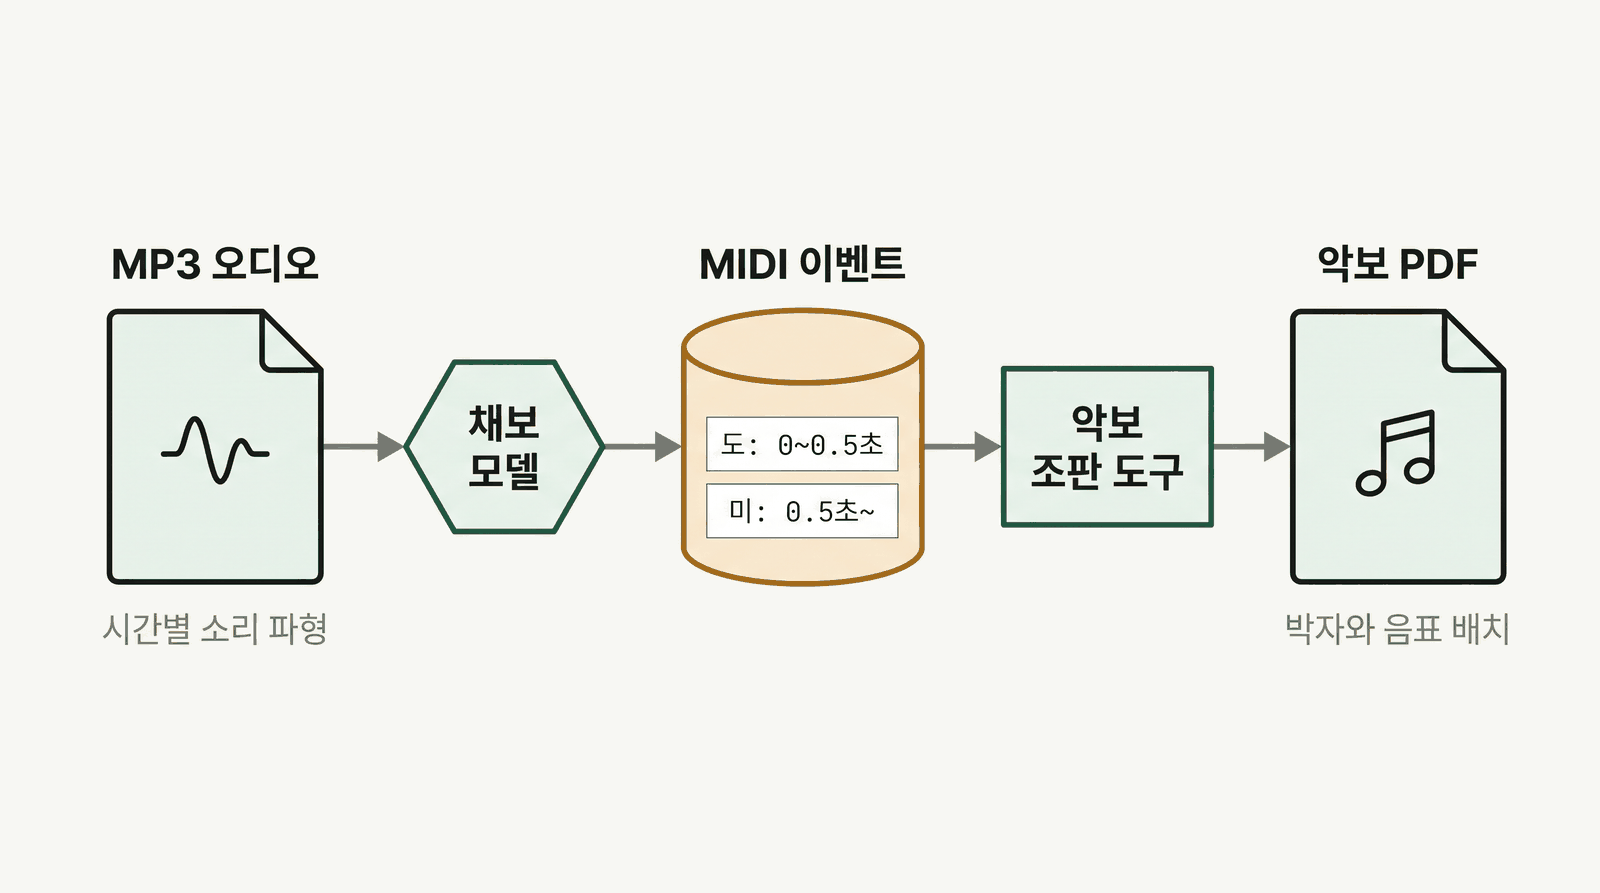 MP3 오디오
시간별 소리 파형
채보
모델
MIDI 이벤트
도: 0~0.5초
미: 0.5초~
악보
조판 도구
악보 PDF
박자와 음표 배치